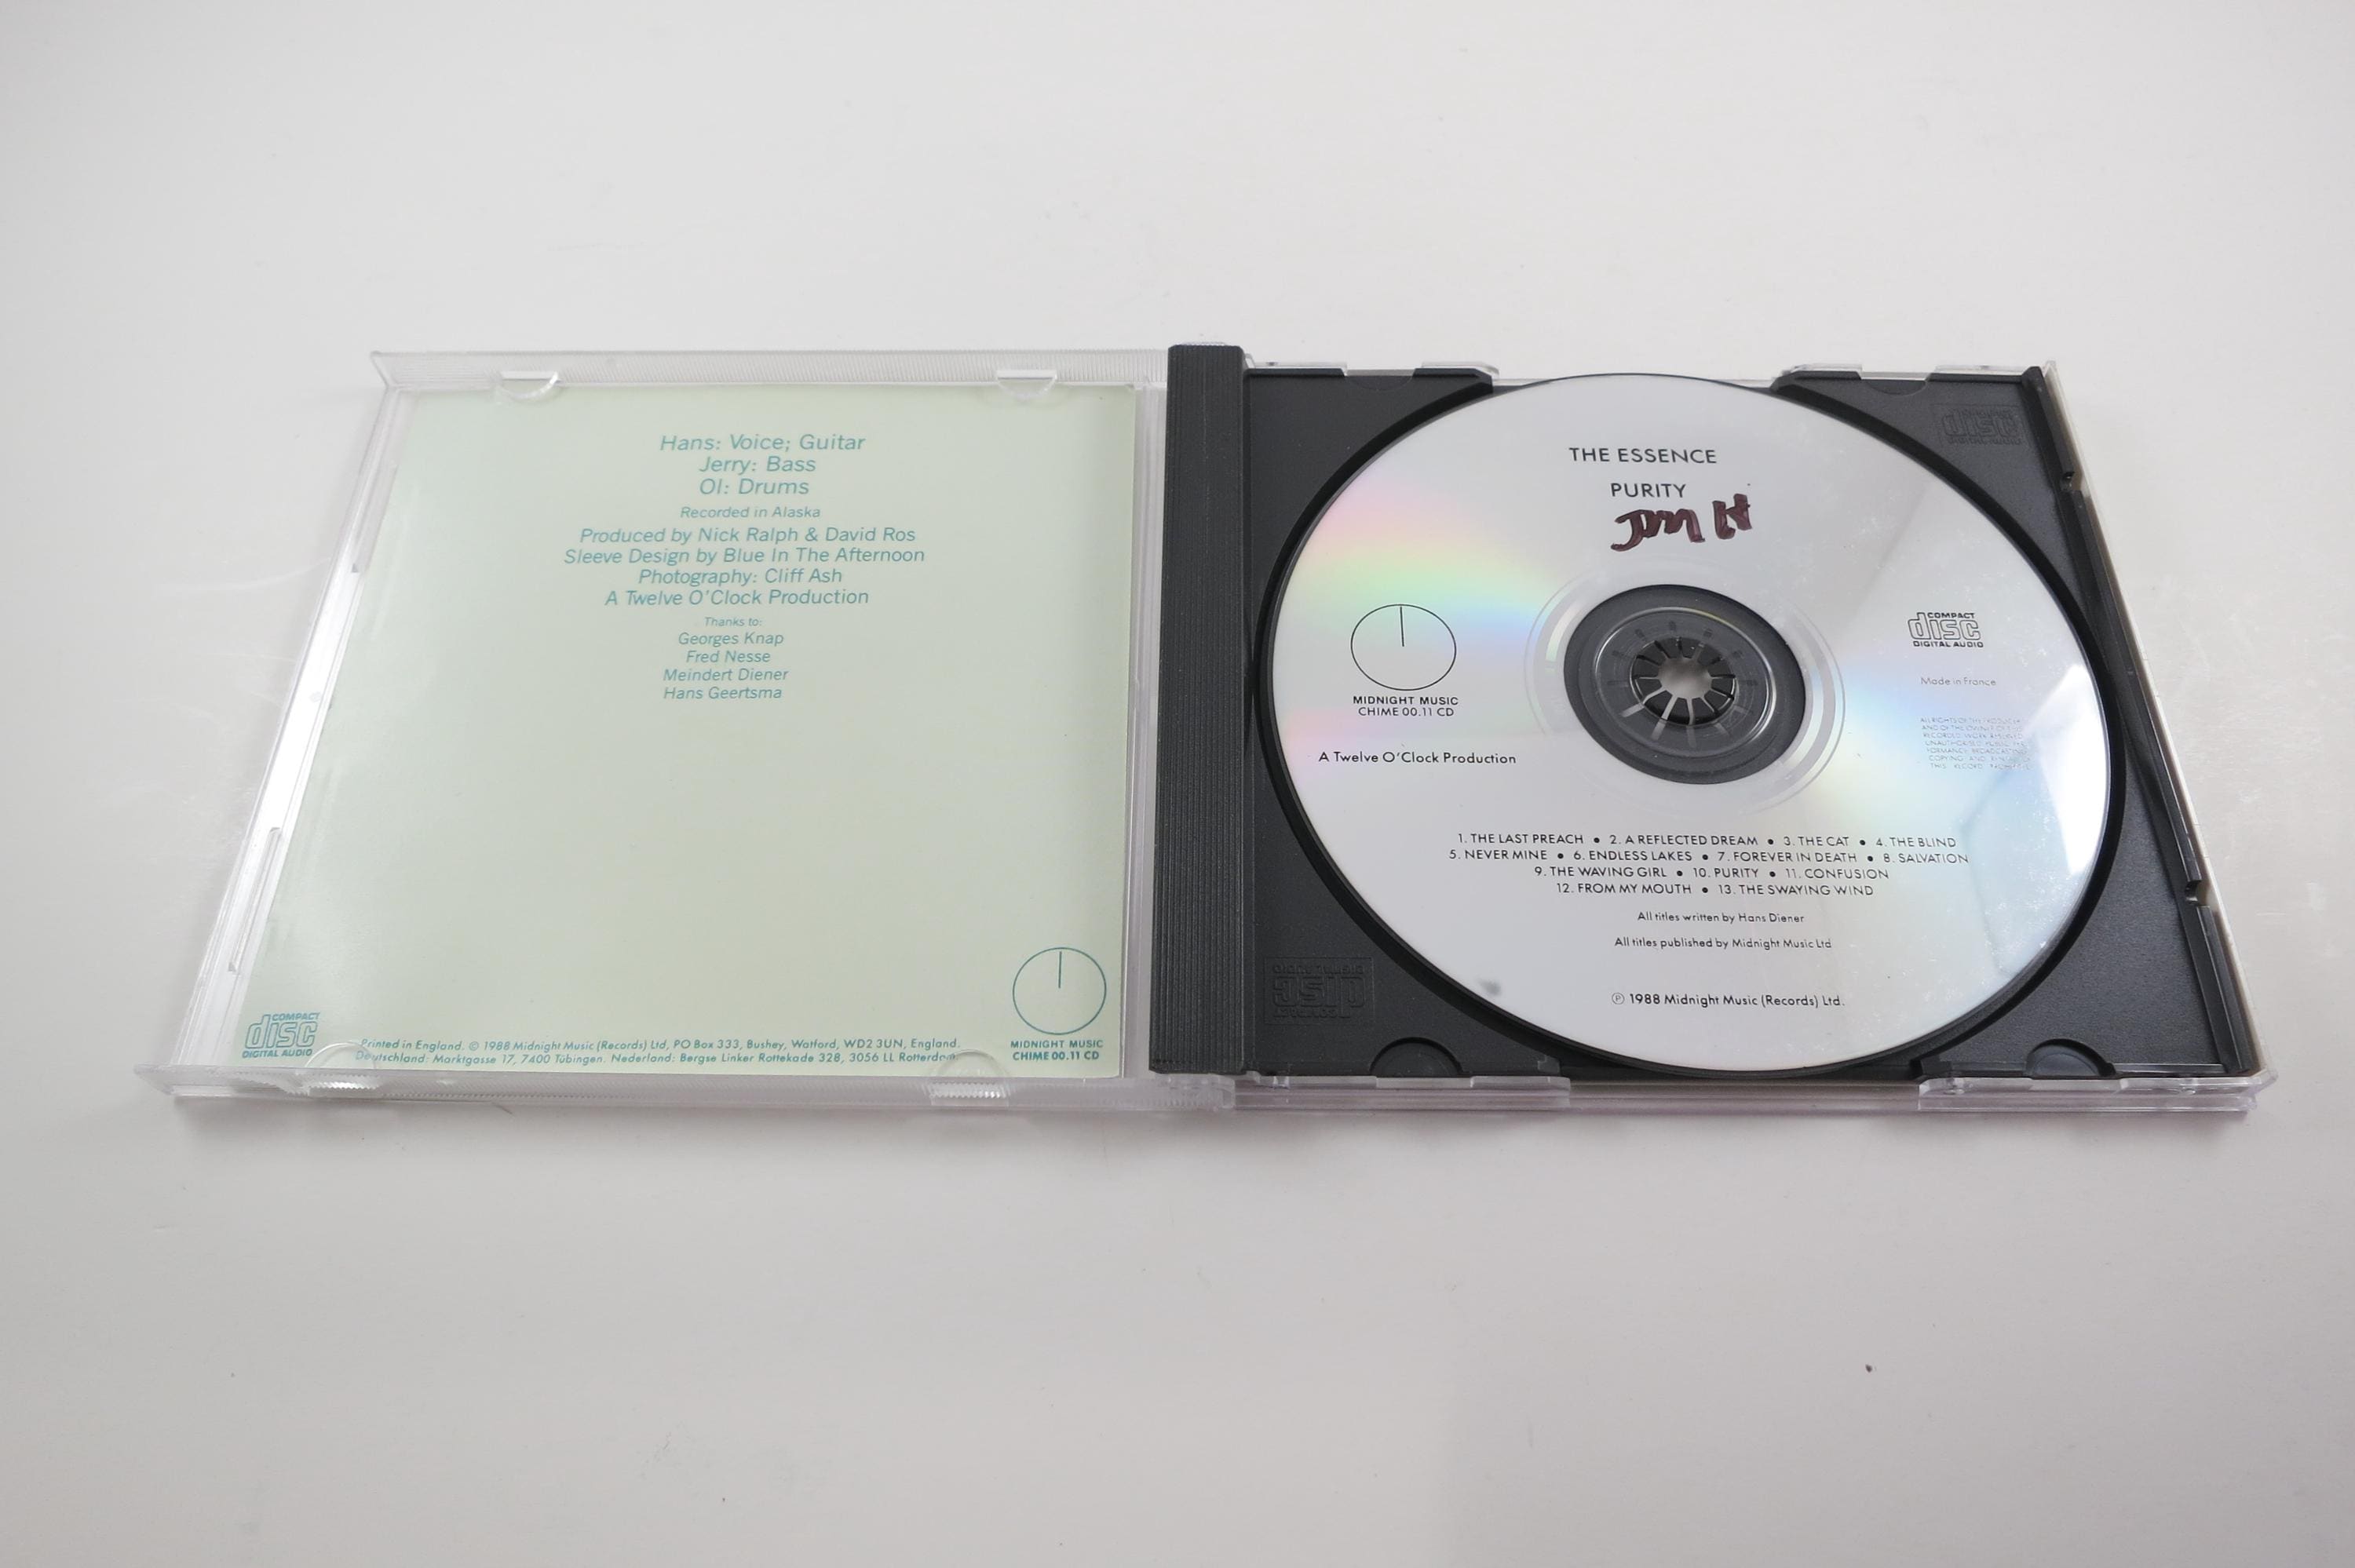 Hans: Voice; Guitar
Jerry: Bass
Ol: Drums
Recorded in Alaska
Produced by Nick Ralph & David Ros
Sleeve Design by Blue In The Afternoon
Photography: Cliff Ash
A Twelve O'Clock Production
Thanks to:
Georges Knap
Fred Nesse
Meindert Diener
Hans Geertsma
COMPACT
disc
DIGITAL AUDIO
Printed in England. © 1988 Midnight Music (Records) Ltd, PO Box 333, Bushey, Watford, WD2 3UN, England.
Deutschland: Marktgasse 17, 7400 Tübingen. Nederland: Bergse Linker Rottekade 328, 3056 LL Rotterdam.
MIDNIGHT MUSIC
CHIME 00.11 CD
THE ESSENCE
PURITY
MIDNIGHT MUSIC
CHIME 00.11 CD
A Twelve O'Clock Production
COMPACT
disc
DIGITAL AUDIO
Made in France
1. THE LAST PREACH • 2. A REFLECTED DREAM • 3. THE CAT • 4. THE BLIND
5. NEVER MINE • 6. ENDLESS LAKES • 7. FOREVER IN DEATH • 8. SALVATION
9. THE WAVING GIRL • 10. PURITY • 11. CONFUSION
12. FROM MY MOUTH • 13. THE SWAYING WIND
All titles written by Hans Diener
All titles published by Midnight Music Ltd
℗ 1988 Midnight Music (Records) Ltd.